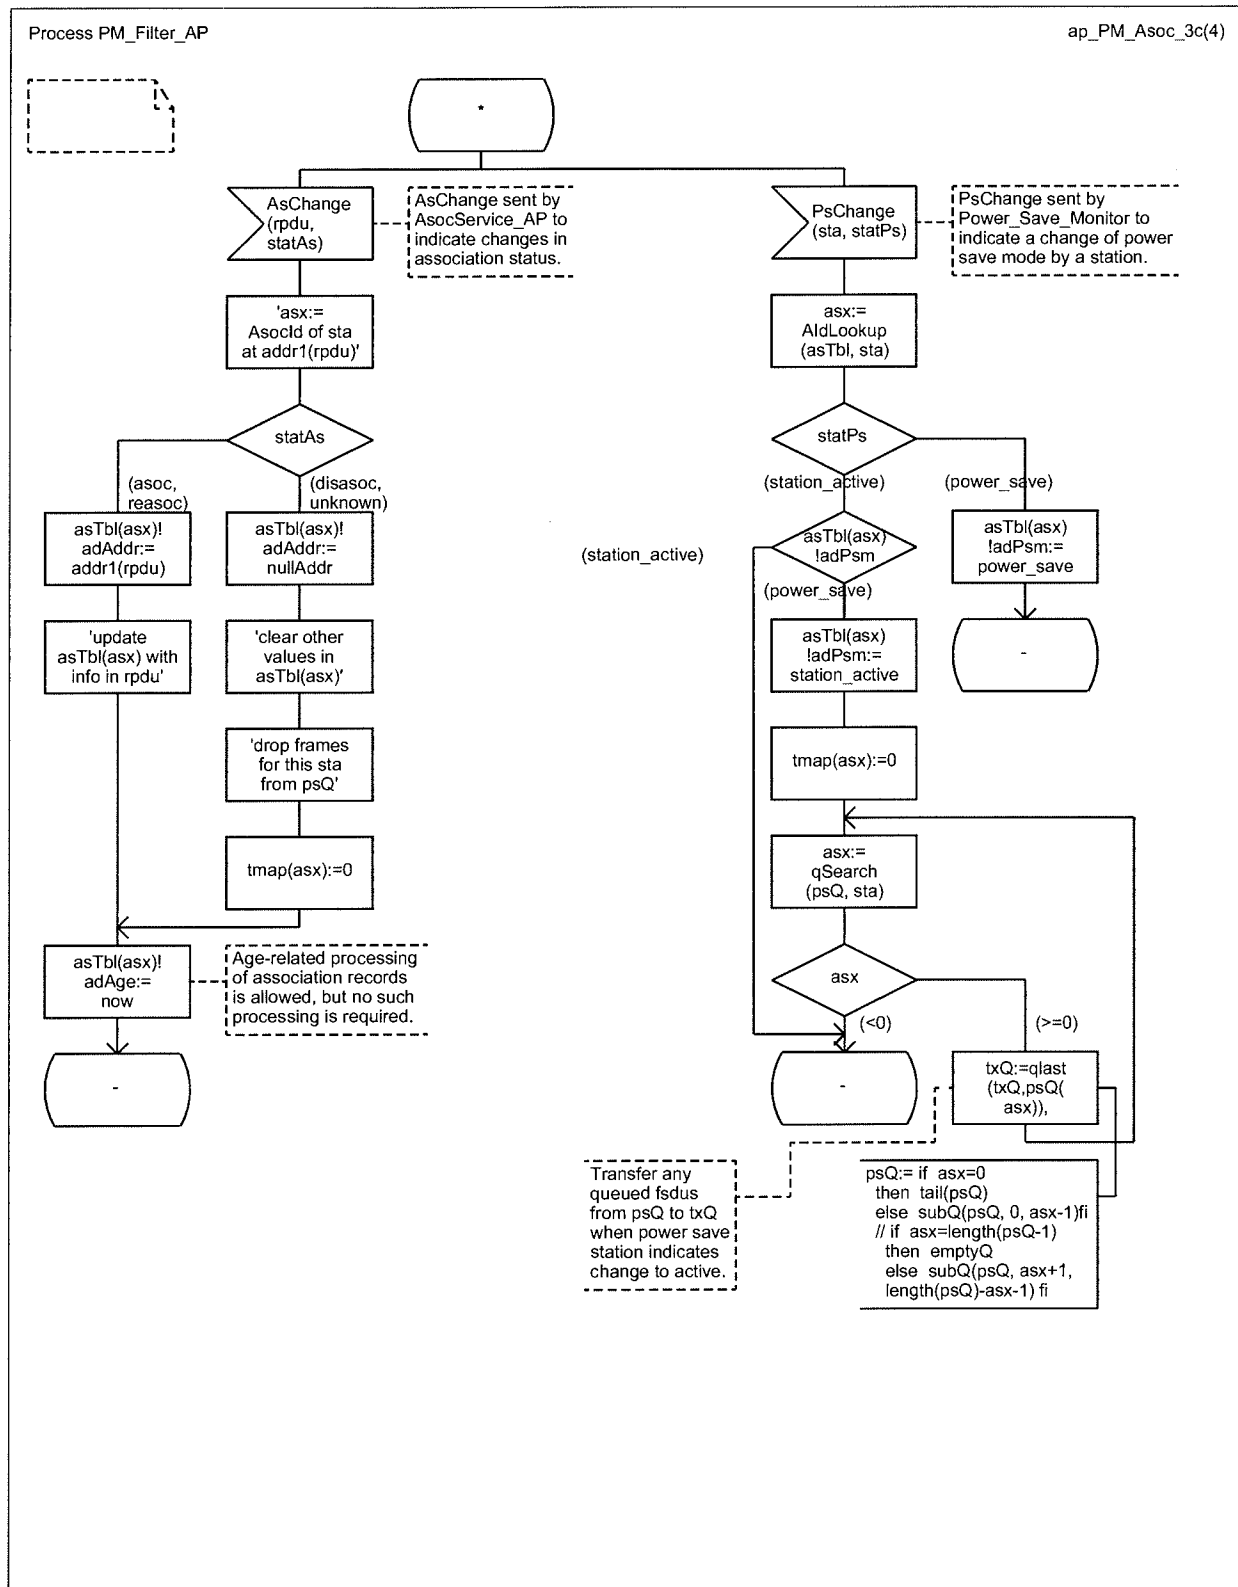 Process PM_Filter_AP
ap_PM_Asoc_3c(4)
*
AsChange
(rpdu,
statAs)
AsChange sent by
AsocService_AP to
indicate changes in
association status.
'asx:=
AsocId of sta
at addr1(rpdu)'
statAs
(asoc,
reasoc)
(disasoc,
unknown)
asTbl(asx)!
adAddr:=
addr1(rpdu)
asTbl(asx)!
adAddr:=
nullAddr
'update
asTbl(asx) with
info in rpdu'
'clear other
values in
asTbl(asx)'
'drop frames
for this sta
from psQ'
tmap(asx):=0
asTbl(asx)!
adAge:=
now
Age-related processing
of association records
is allowed, but no such
processing is required.
-
PsChange
(sta, statPs)
PsChange sent by
Power_Save_Monitor to
indicate a change of power
save mode by a station.
asx:=
AIdLookup
(asTbl, sta)
statPs
(station_active)
(power_save)
asTbl(asx)
!adPsm
asTbl(asx)
!adPsm:=
power_save
-
(station_active)
(power_save)
asTbl(asx)
!adPsm:=
station_active
tmap(asx):=0
asx:=
qSearch
(psQ, sta)
asx
(<0)
(>=0)
-
txQ:=qlast
(txQ,psQ(
asx)),
Transfer any
queued fsdus
from psQ to txQ
when power save
station indicates
change to active.
psQ:= if asx=0
then tail(psQ)
else subQ(psQ, 0, asx-1)fi
// if asx=length(psQ-1)
then emptyQ
else subQ(psQ, asx+1,
length(psQ)-asx-1) fi